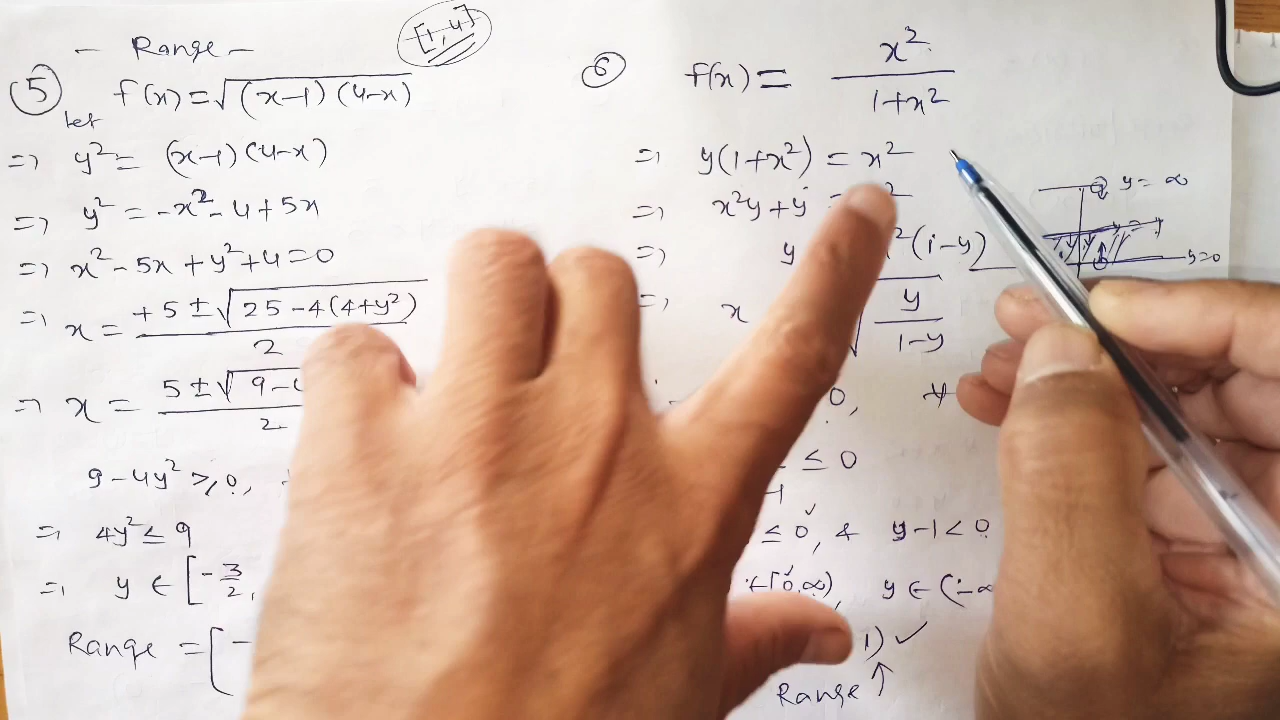 - Range -
[1,4]
(5) f(x) = √(x-1)(4-x)
let
=> y² = (x-1)(4-x)
=> y² = -x² - 4 + 5x
=> x² - 5x + y² + 4 = 0
=> x = +5 ± √25 - 4(4+y²) / 2
=> x = 5 ± √9 - / 2
9 - 4y² ≥ 0,
=> 4y² ≤ 9
=> y ∈ [-3/2,
Range = [-
(6) f(x) = x² / 1+x²
=> y(1+x²) = x²
=> x²y + y =
=> y (1-y)
=> x √ y / 1-y
0, ∀
≤ 0
-1
≤ 0, & y-1 < 0
[0,∞), y ∈ (-∞
1) ✓
Range ↑
y = ∞
y=0